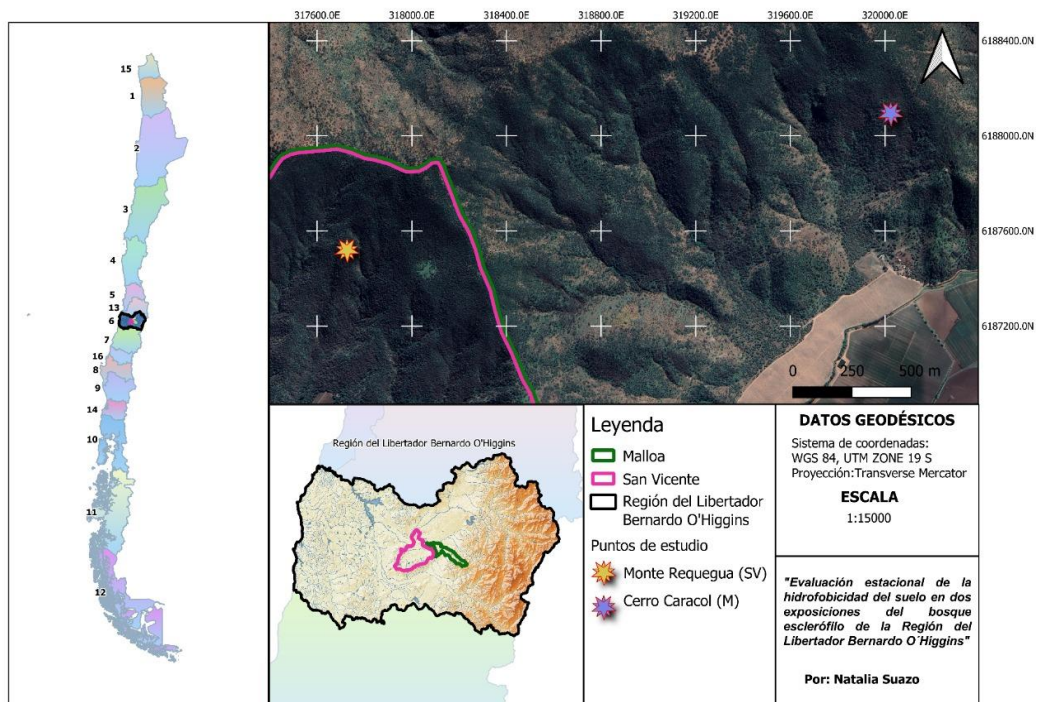 317600.0E 318000.0E 318400.0E 318800.0E 319200.0E 319600.0E 320000.0E
6188400.0N
6188000.0N
6187600.0N
6187200.0N
15
1
2
3
4
5
13
6
7
16
8
9
14
10
11
12
0 250 500 m
Región del Libertador Bernardo O'Higgins
Leyenda
Malloa
San Vicente
Región del Libertador
Bernardo O'Higgins
Puntos de estudio
Monte Requegua (SV)
Cerro Caracol (M)
DATOS GEODÉSICOS
Sistema de coordenadas:
WGS 84, UTM ZONE 19 S
Proyección:Transverse Mercator
ESCALA
1:15000
"Evaluación estacional de la
hidrofobicidad del suelo en dos
exposiciones del bosque
esclerófilo de la Región del
Libertador Bernardo O´Higgins"
Por: Natalia Suazo